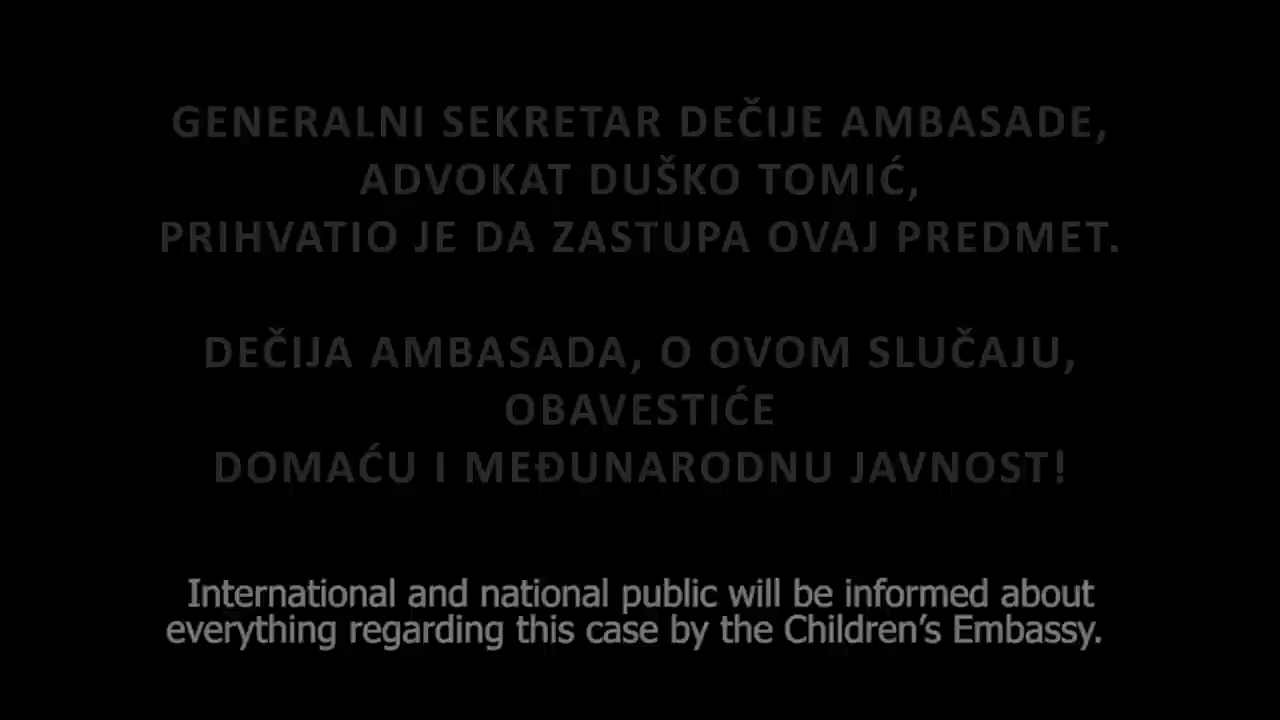 GENERALNI SEKRETAR DEČIJE AMBASADE,
ADVOKAT DUŠKO TOMIĆ,
PRIHVATIO JE DA ZASTUPA OVAJ PREDMET.
DEČIJA AMBASADA, O OVOM SLUČAJU,
OBAVESTIĆE
DOMAĆU I MEĐUNARODNU JAVNOST!
International and national public will be informed about
everything regarding this case by the Children's Embassy.